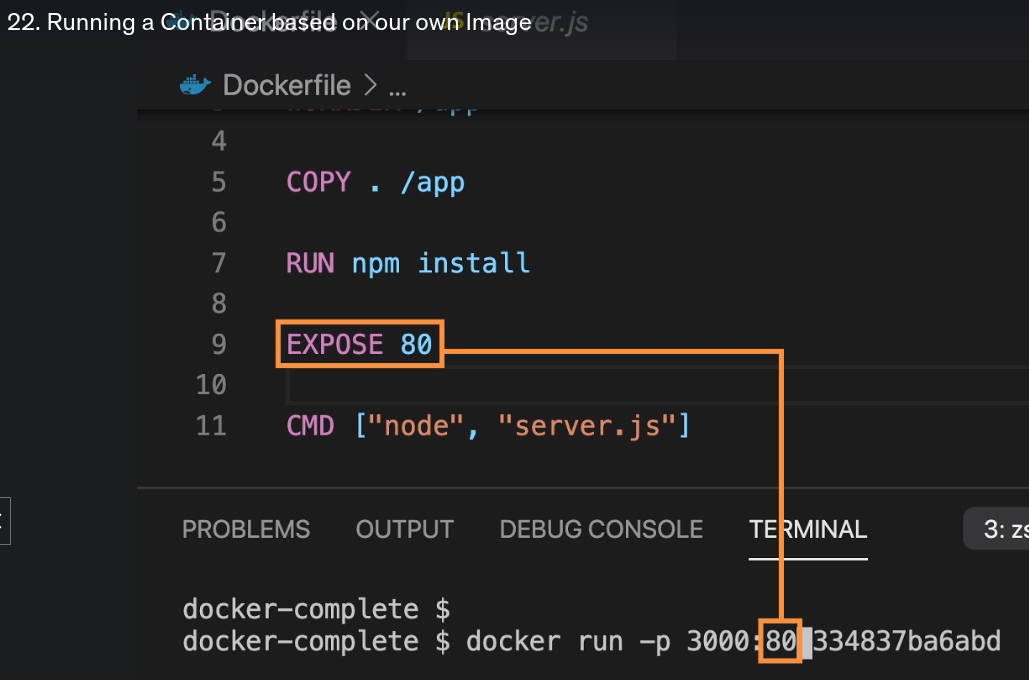 22. Running a Container based on our own Image
Dockerfile JS server.js
Dockerfile > ...
4
5 COPY . /app
6
7 RUN npm install
8
9 EXPOSE 80
10
11 CMD ["node", "server.js"]
PROBLEMS OUTPUT DEBUG CONSOLE TERMINAL 3:
docker-complete $
docker-complete $ docker run -p 3000:80 334837ba6abd